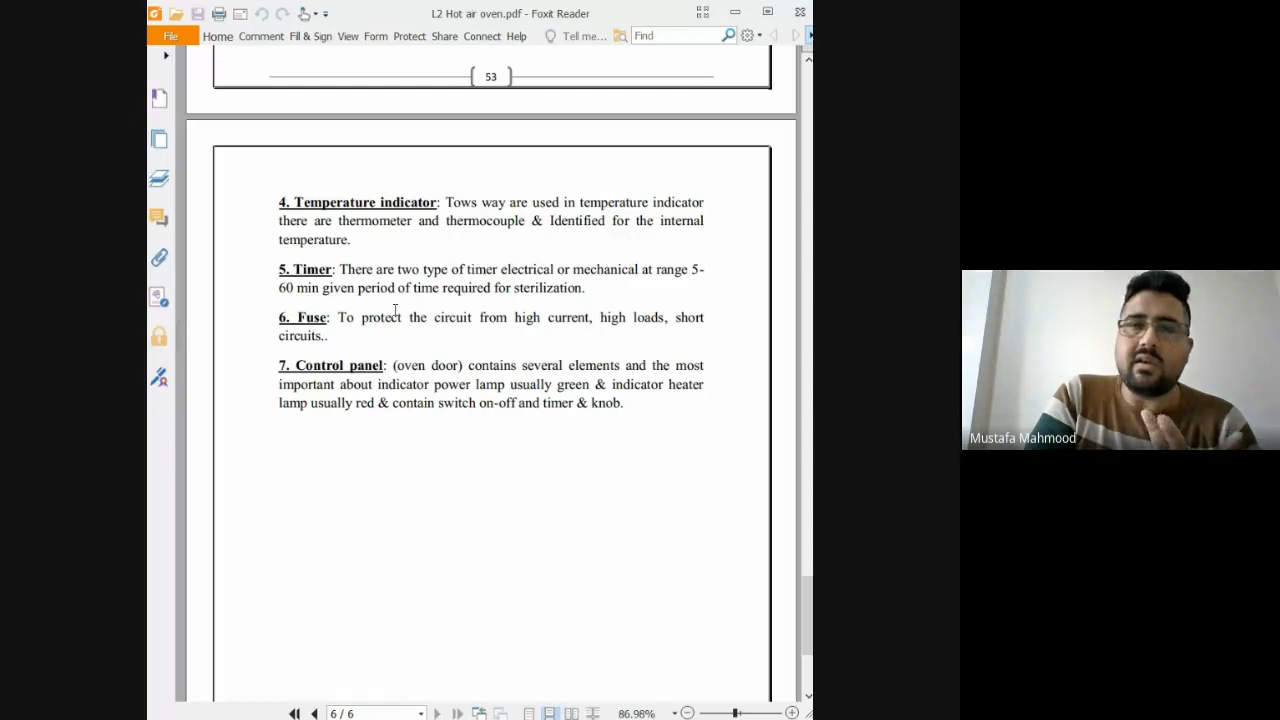 L2 Hot air oven.pdf - Foxit Reader
File Home Comment Fill & Sign View Form Protect Share Connect Help Tell me... Find
53
4. Temperature indicator: Tows way are used in temperature indicator
there are thermometer and thermocouple & Identified for the internal
temperature.
5. Timer: There are two type of timer electrical or mechanical at range 5-
60 min given period of time required for sterilization.
6. Fuse: To protect the circuit from high current, high loads, short
circuits..
7. Control panel: (oven door) contains several elements and the most
important about indicator power lamp usually green & indicator heater
lamp usually red & contain switch on-off and timer & knob.
Mustafa Mahmood
6 / 6 86.98%